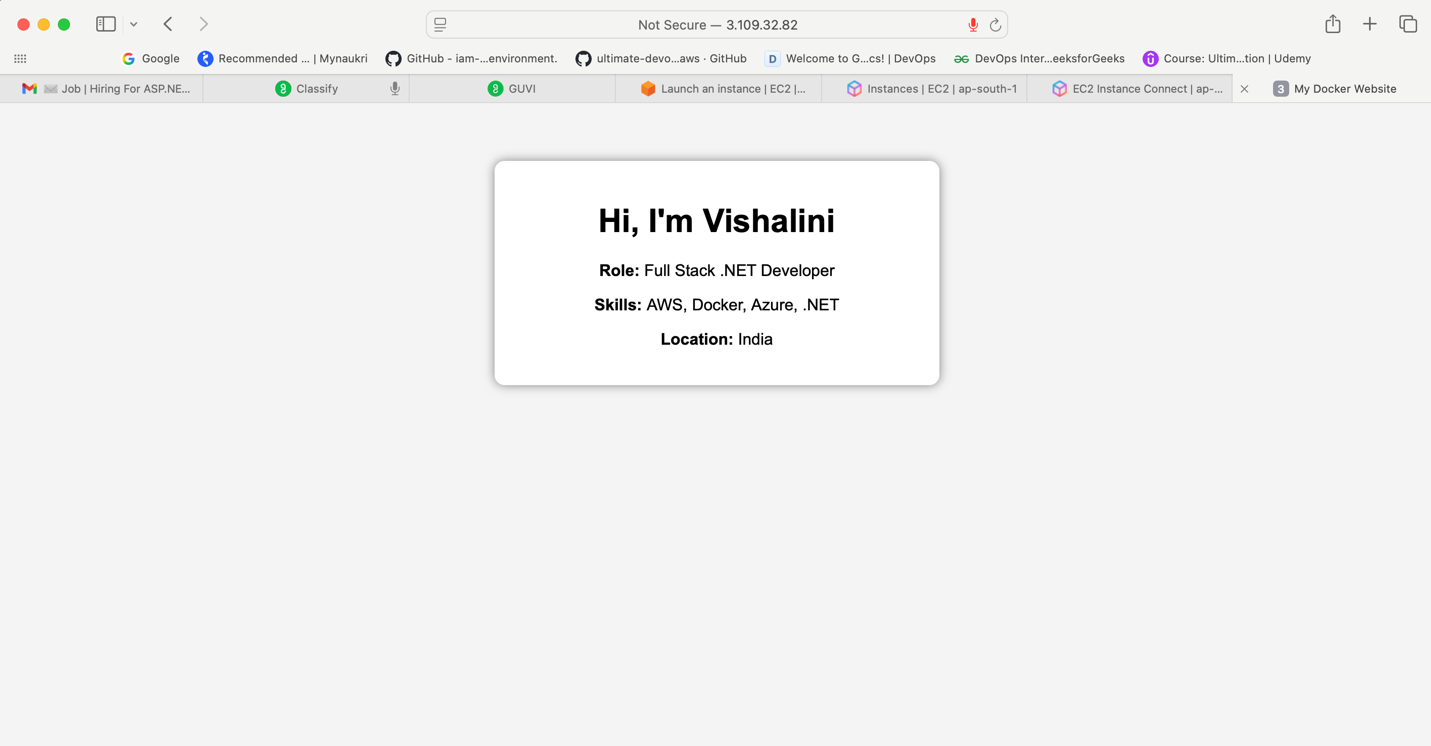 Not Secure — 3.109.32.82
Google
Recommended ... | Mynaukri
GitHub - iam-...environment.
ultimate-devo...aws · GitHub
D Welcome to G...cs! | DevOps
DevOps Inter...eeksforGeeks
Course: Ultim...tion | Udemy
Job | Hiring For ASP.NE...
Classify
GUVI
Launch an instance | EC2 |...
Instances | EC2 | ap-south-1
EC2 Instance Connect | ap-...
3 My Docker Website
Hi, I'm Vishalini
Role: Full Stack .NET Developer
Skills: AWS, Docker, Azure, .NET
Location: India